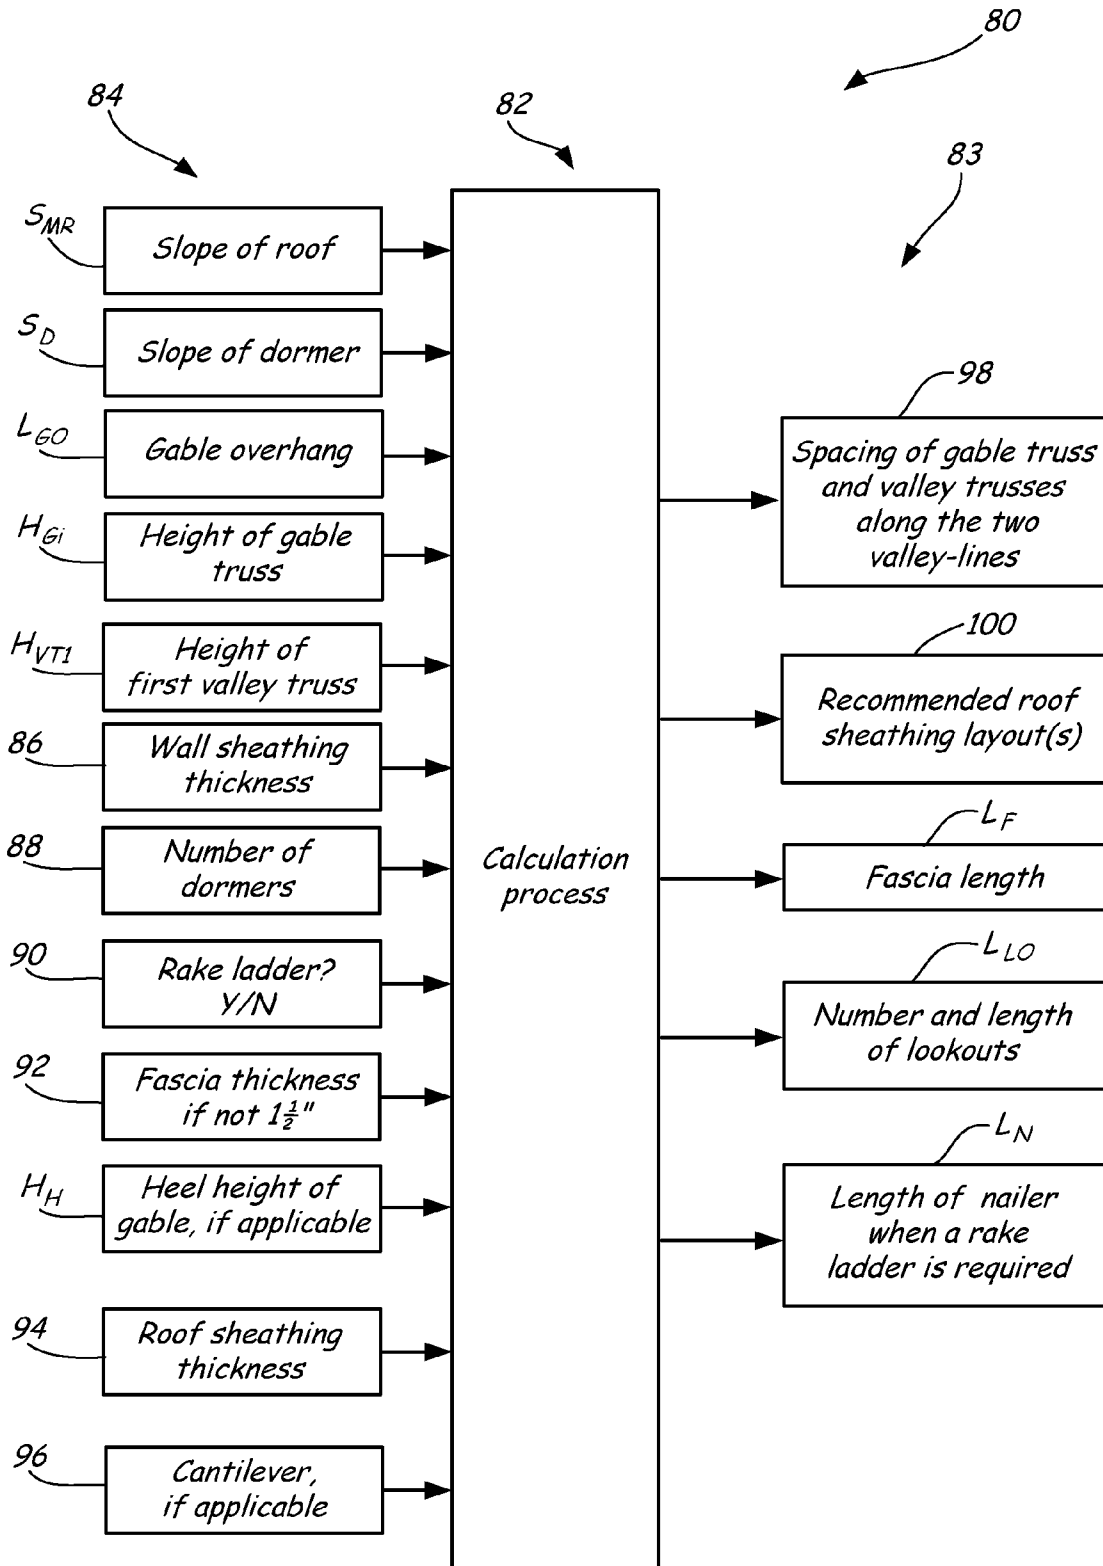 80
84
82
83
S_MR
Slope of roof
S_D
Slope of dormer
L_GO
Gable overhang
H_Gi
Height of gable
truss
H_VT1
Height of
first valley truss
86
Wall sheathing
thickness
88
Number of
dormers
90
Rake ladder?
Y/N
92
Fascia thickness
if not 1½"
H_H
Heel height of
gable, if applicable
94
Roof sheathing
thickness
96
Cantilever,
if applicable
Calculation
process
98
Spacing of gable truss
and valley trusses
along the two
valley-lines
100
Recommended roof
sheathing layout(s)
L_F
Fascia length
L_LO
Number and length
of lookouts
L_N
Length of nailer
when a rake
ladder is required